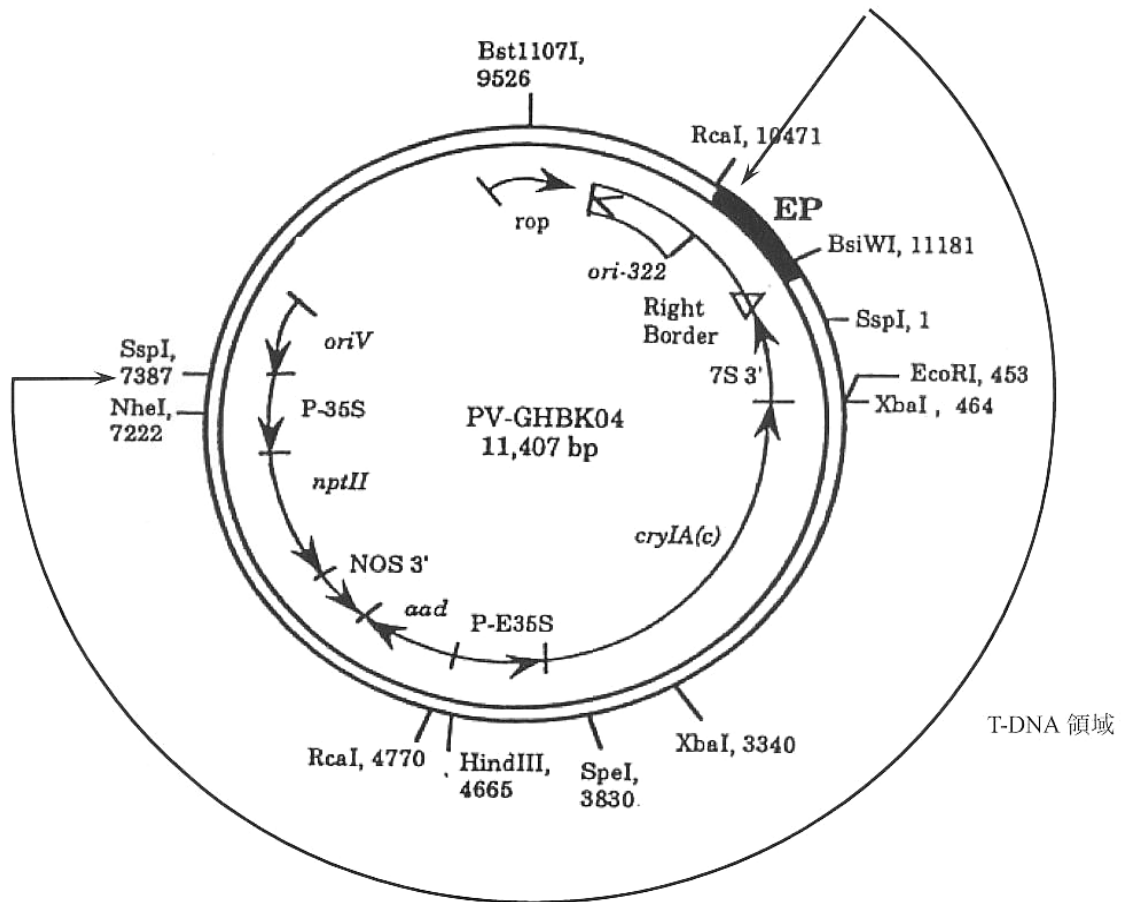 Bst1107I,
9526
RcaI, 10471
EP
rop
BsiWI, 11181
ori-322
Right
Border
SspI, 1
oriV
SspI,
7387
7S 3'
EcoRI, 453
XbaI , 464
NheI,
7222
P-35S
PV-GHBK04
11,407 bp
nptII
cryIA(c)
NOS 3'
aad
P-E35S
T-DNA 領域
XbaI, 3340
RcaI, 4770
HindIII,
4665
SpeI,
3830.